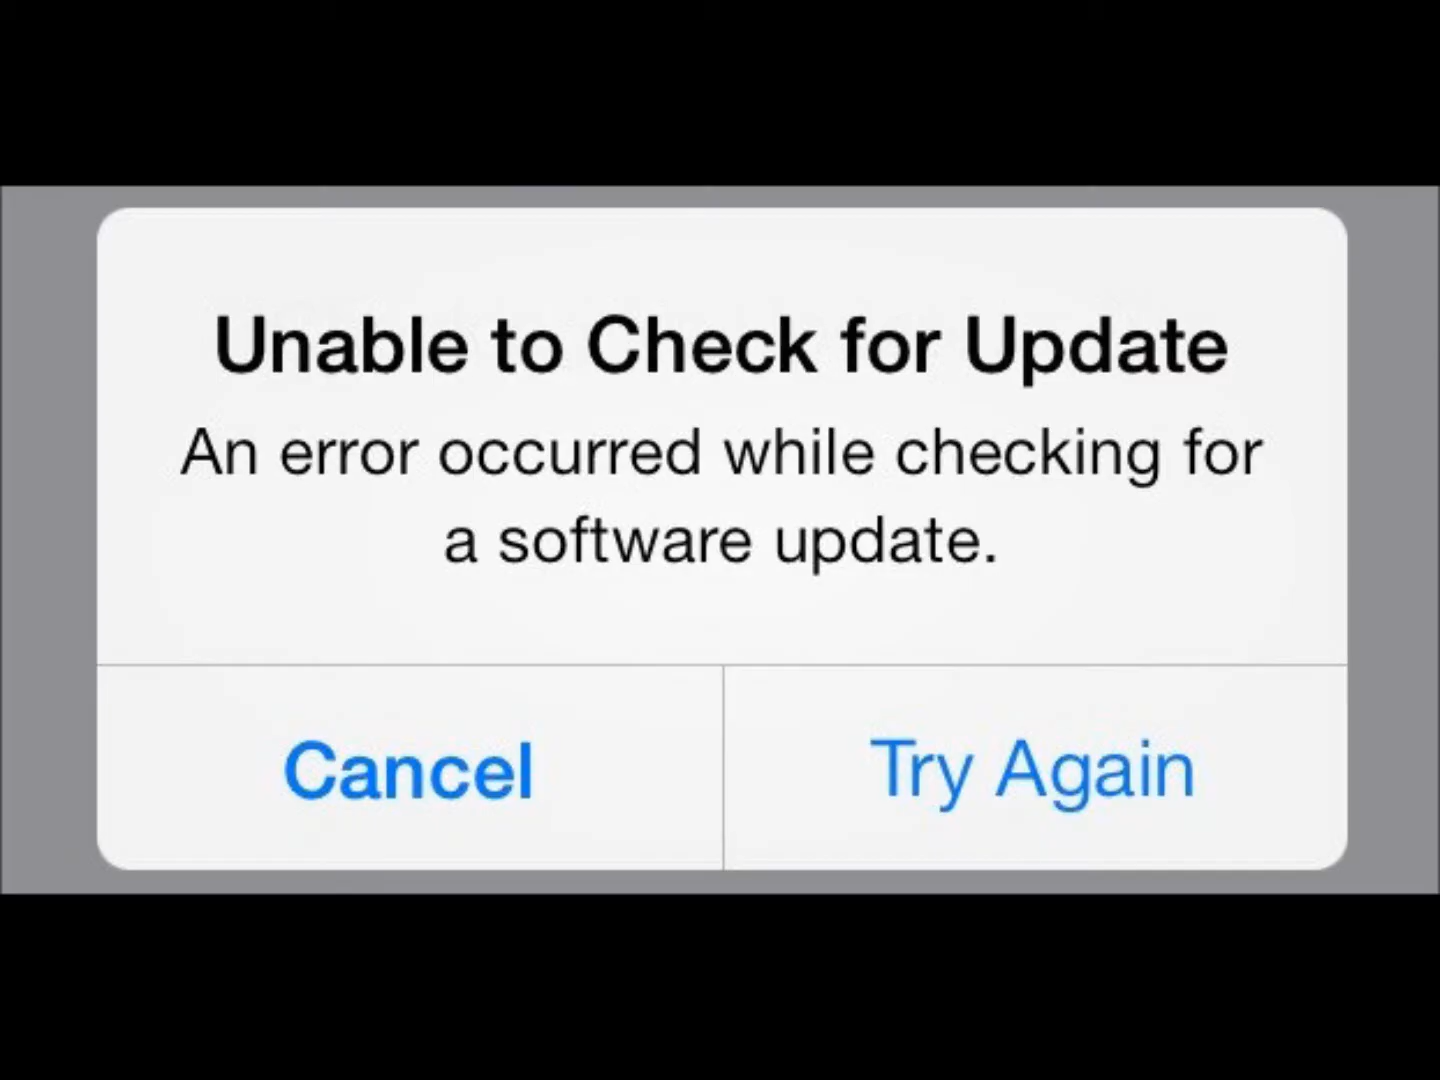 Unable to Check for Update
An error occurred while checking for
a software update.
Cancel
Try Again